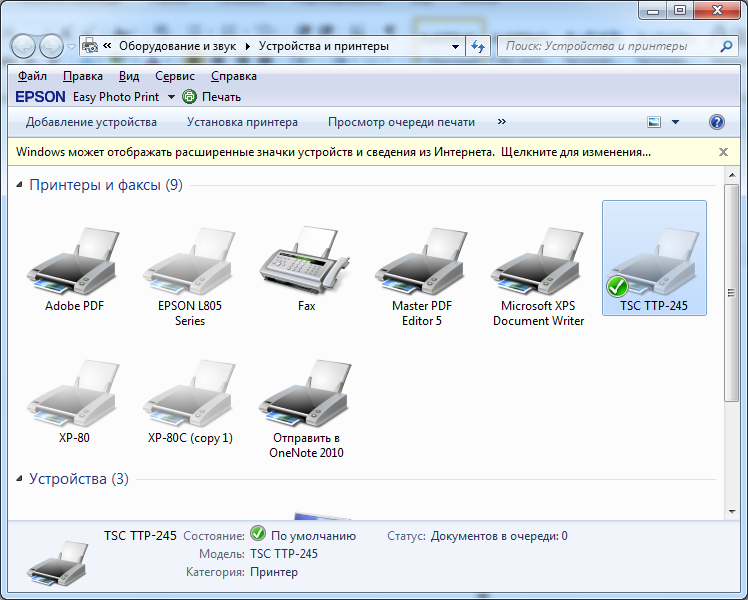 « Оборудование и звук ▸ Устройства и принтеры
Поиск: Устройства и принтеры
Файл Правка Вид Сервис Справка
EPSON Easy Photo Print Печать
Добавление устройства Установка принтера Просмотр очереди печати »
Windows может отображать расширенные значки устройств и сведения из Интернета. Щелкните для изменения...
Принтеры и факсы (9)
Adobe PDF
EPSON L805
Series
Fax
Master PDF
Editor 5
Microsoft XPS
Document Writer
TSC TTP-245
XP-80
XP-80C (copy 1)
Отправить в
OneNote 2010
Устройства (3)
TSC TTP-245 Состояние: По умолчанию Статус: Документов в очереди: 0
Модель: TSC TTP-245
Категория: Принтер